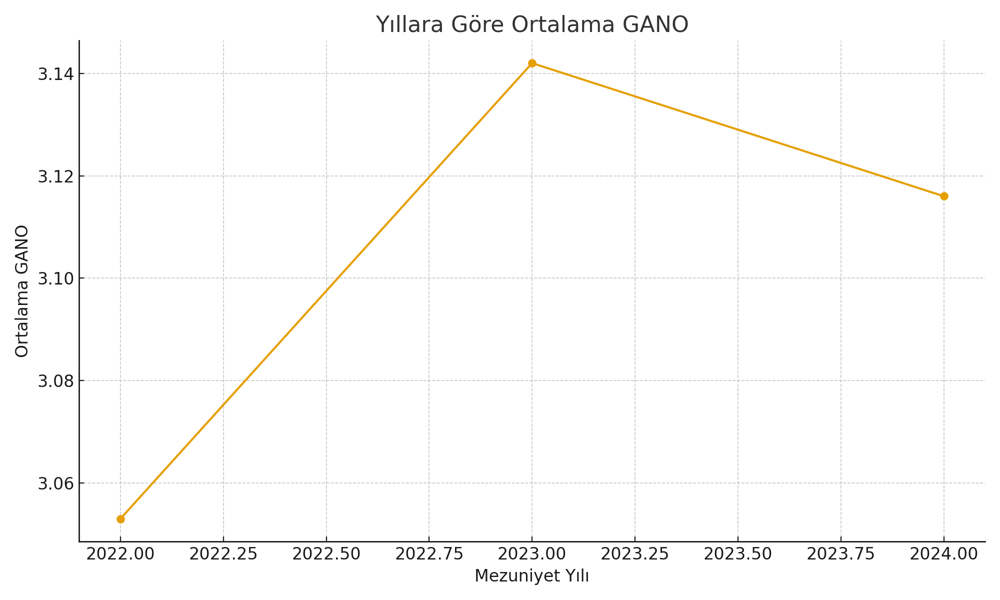 Yıllara Göre Ortalama GANO
3.14
3.12
3.10
3.08
3.06
Ortalama GANO
2022.00 2022.25 2022.50 2022.75 2023.00 2023.25 2023.50 2023.75 2024.00
Mezuniyet Yılı